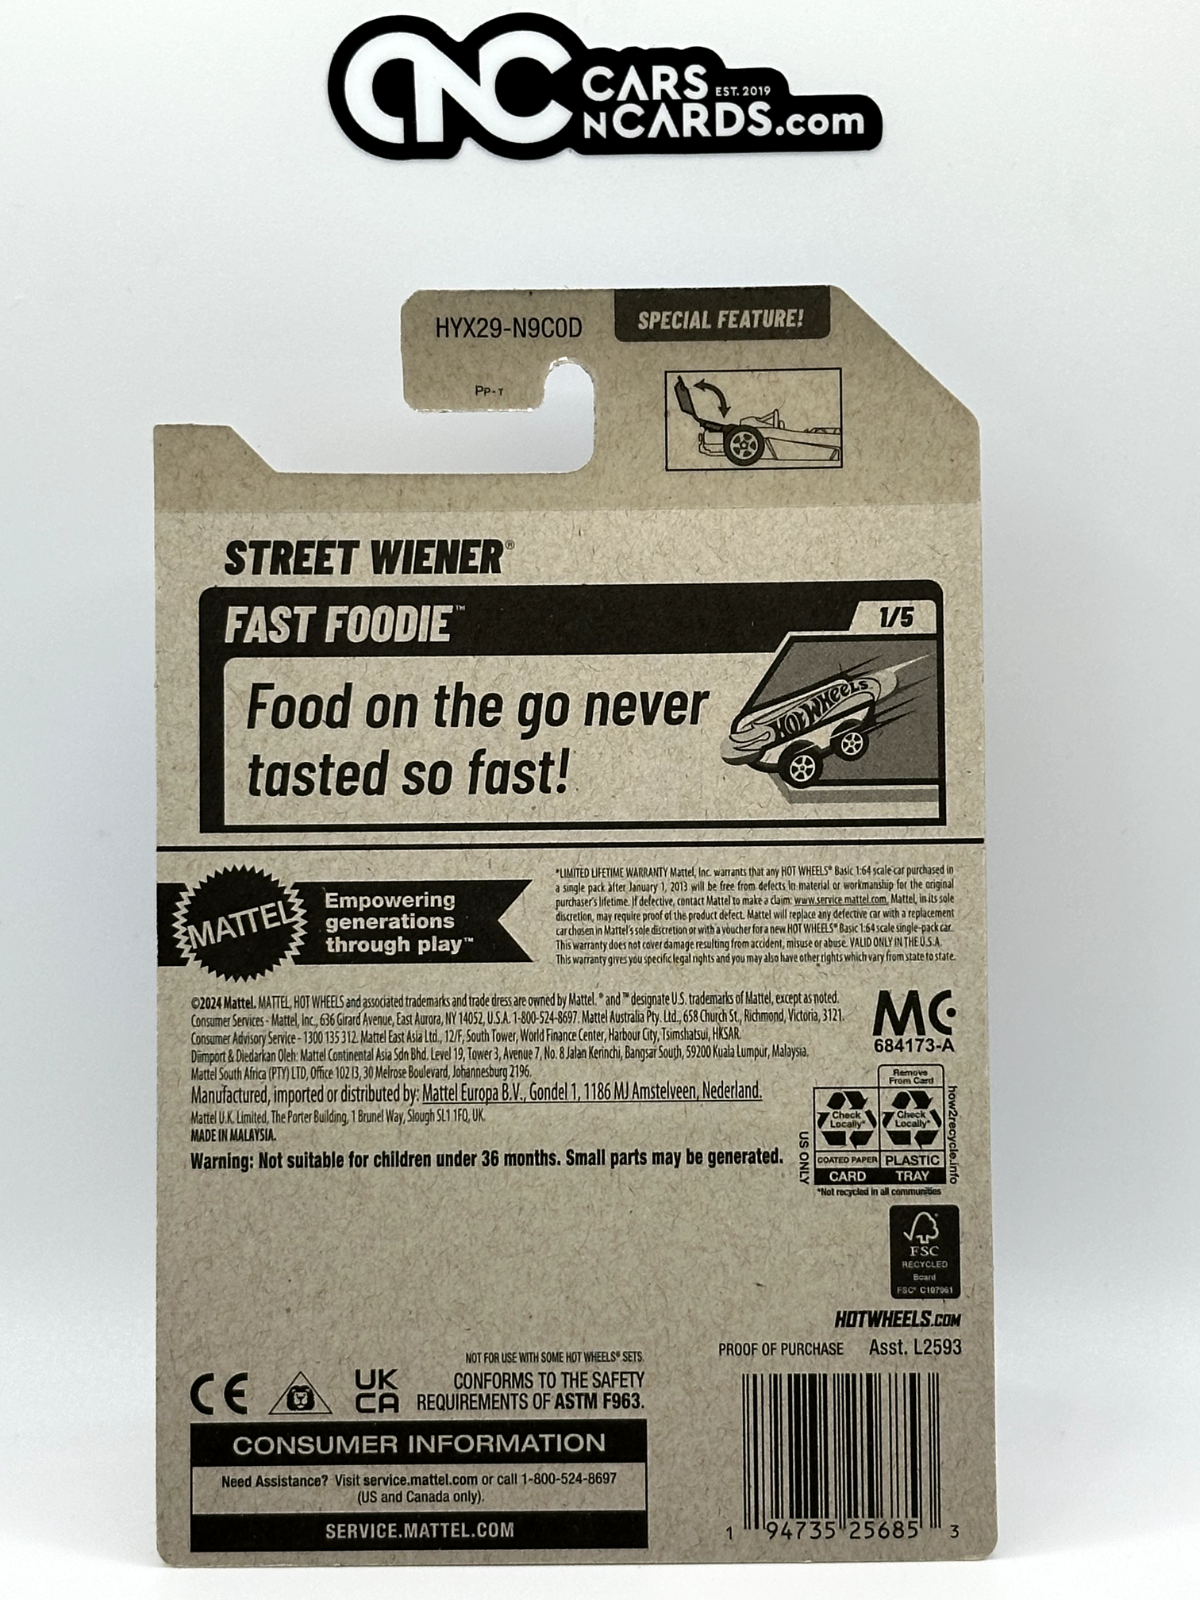 CNC CARS EST. 2019
N CARDS.com
HYX29-N9C0D
SPECIAL FEATURE!
PP-T
STREET WIENER®
FAST FOODIE™
1/5
Food on the go never
tasted so fast!
HOT WHEELS
MATTEL
Empowering
generations
through play™
*LIMITED LIFETIME WARRANTY Mattel, Inc. warrants that any HOT WHEELS® Basic 1:64 scale car purchased in
a single pack after January 1, 2013 will be free from defects in material or workmanship for the original
purchaser's lifetime. If defective, contact Mattel to make a claim: www.service.mattel.com. Mattel, in its sole
discretion, may require proof of the product defect. Mattel will replace any defective car with a replacement
car chosen in Mattel's sole discretion or with a voucher for a new HOT WHEELS® Basic 1:64 scale single-pack car.
This warranty does not cover damage resulting from accident, misuse or abuse. VALID ONLY IN THE U.S.A.
This warranty gives you specific legal rights and you may also have other rights which vary from state to state.
©2024 Mattel. MATTEL, HOT WHEELS and associated trademarks and trade dress are owned by Mattel. ® and ™ designate U.S. trademarks of Mattel, except as noted.
Consumer Services - Mattel, Inc., 636 Girard Avenue, East Aurora, NY 14052, U.S.A. 1-800-524-8697. Mattel Australia Pty. Ltd., 658 Church St., Richmond, Victoria, 3121.
Consumer Advisory Service - 1300 135 312. Mattel East Asia Ltd., 12/F, South Tower, World Finance Center, Harbour City, Tsimshatsui, HKSAR.
Diimport & Diedarkan Oleh: Mattel Continental Asia Sdn Bhd. Level 19, Tower 3, Avenue 7, No. 8 Jalan Kerinchi, Bangsar South, 59200 Kuala Lumpur, Malaysia.
Mattel South Africa (PTY) LTD, Office 102 I3, 30 Melrose Boulevard, Johannesburg 2196.
Manufactured, imported or distributed by: Mattel Europa B.V., Gondel 1, 1186 MJ Amstelveen, Nederland.
Mattel U.K. Limited, The Porter Building, 1 Brunel Way, Slough SL1 1FQ, UK.
MADE IN MALAYSIA.
Warning: Not suitable for children under 36 months. Small parts may be generated.
MC
684173-A
Remove
From Card
Check
Locally*
Check
Locally*
COATED PAPER
PLASTIC
CARD
TRAY
US ONLY
how2recycle.info
*Not recycled in all communities
FSC
RECYCLED
Board
FSC® C107961
HOTWHEELS.COM
PROOF OF PURCHASE
Asst. L2593
NOT FOR USE WITH SOME HOT WHEELS® SETS.
CE
UK
CA
CONFORMS TO THE SAFETY
REQUIREMENTS OF ASTM F963.
CONSUMER INFORMATION
Need Assistance? Visit service.mattel.com or call 1-800-524-8697
(US and Canada only).
SERVICE.MATTEL.COM
1 94735 25685 3